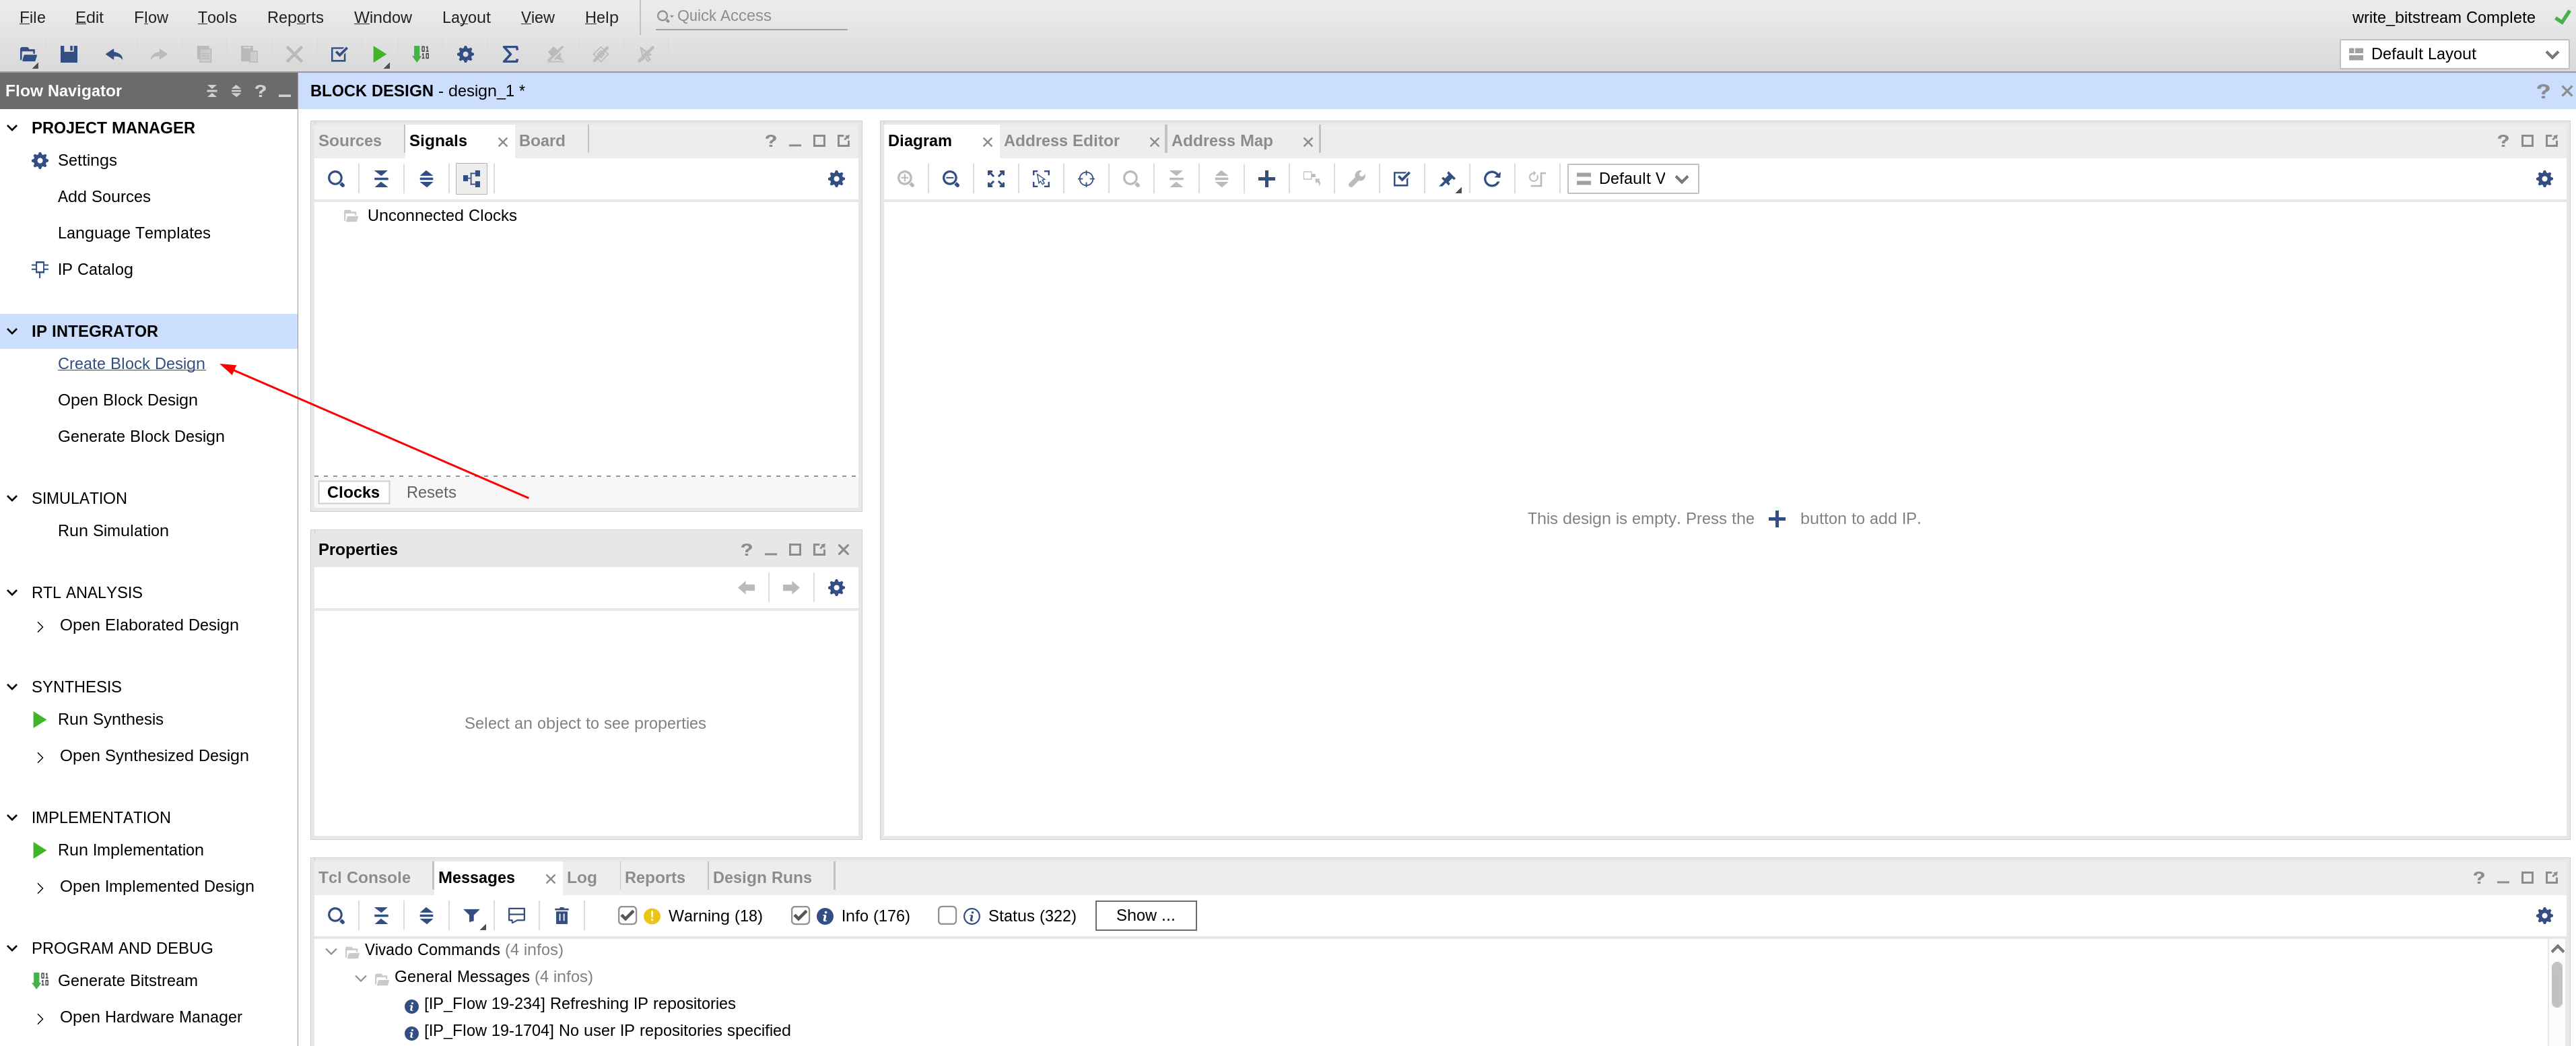 File Edit Flow Tools Reports Window Layout View Help Quick Access write_bitstream Complete
Default Layout
Flow Navigator
BLOCK DESIGN - design_1 *
PROJECT MANAGER
Settings
Add Sources
Language Templates
IP Catalog
IP INTEGRATOR
Create Block Design
Open Block Design
Generate Block Design
SIMULATION
Run Simulation
RTL ANALYSIS
Open Elaborated Design
SYNTHESIS
Run Synthesis
Open Synthesized Design
IMPLEMENTATION
Run Implementation
Open Implemented Design
PROGRAM AND DEBUG
Generate Bitstream
Open Hardware Manager
Sources Signals Board
Unconnected Clocks
Clocks Resets
Properties
Select an object to see properties
Diagram Address Editor Address Map
Default V
This design is empty. Press the + button to add IP.
Tcl Console Messages Log Reports Design Runs
Warning (18) Info (176) Status (322) Show ...
Vivado Commands (4 infos)
General Messages (4 infos)
[IP_Flow 19-234] Refreshing IP repositories
[IP_Flow 19-1704] No user IP repositories specified